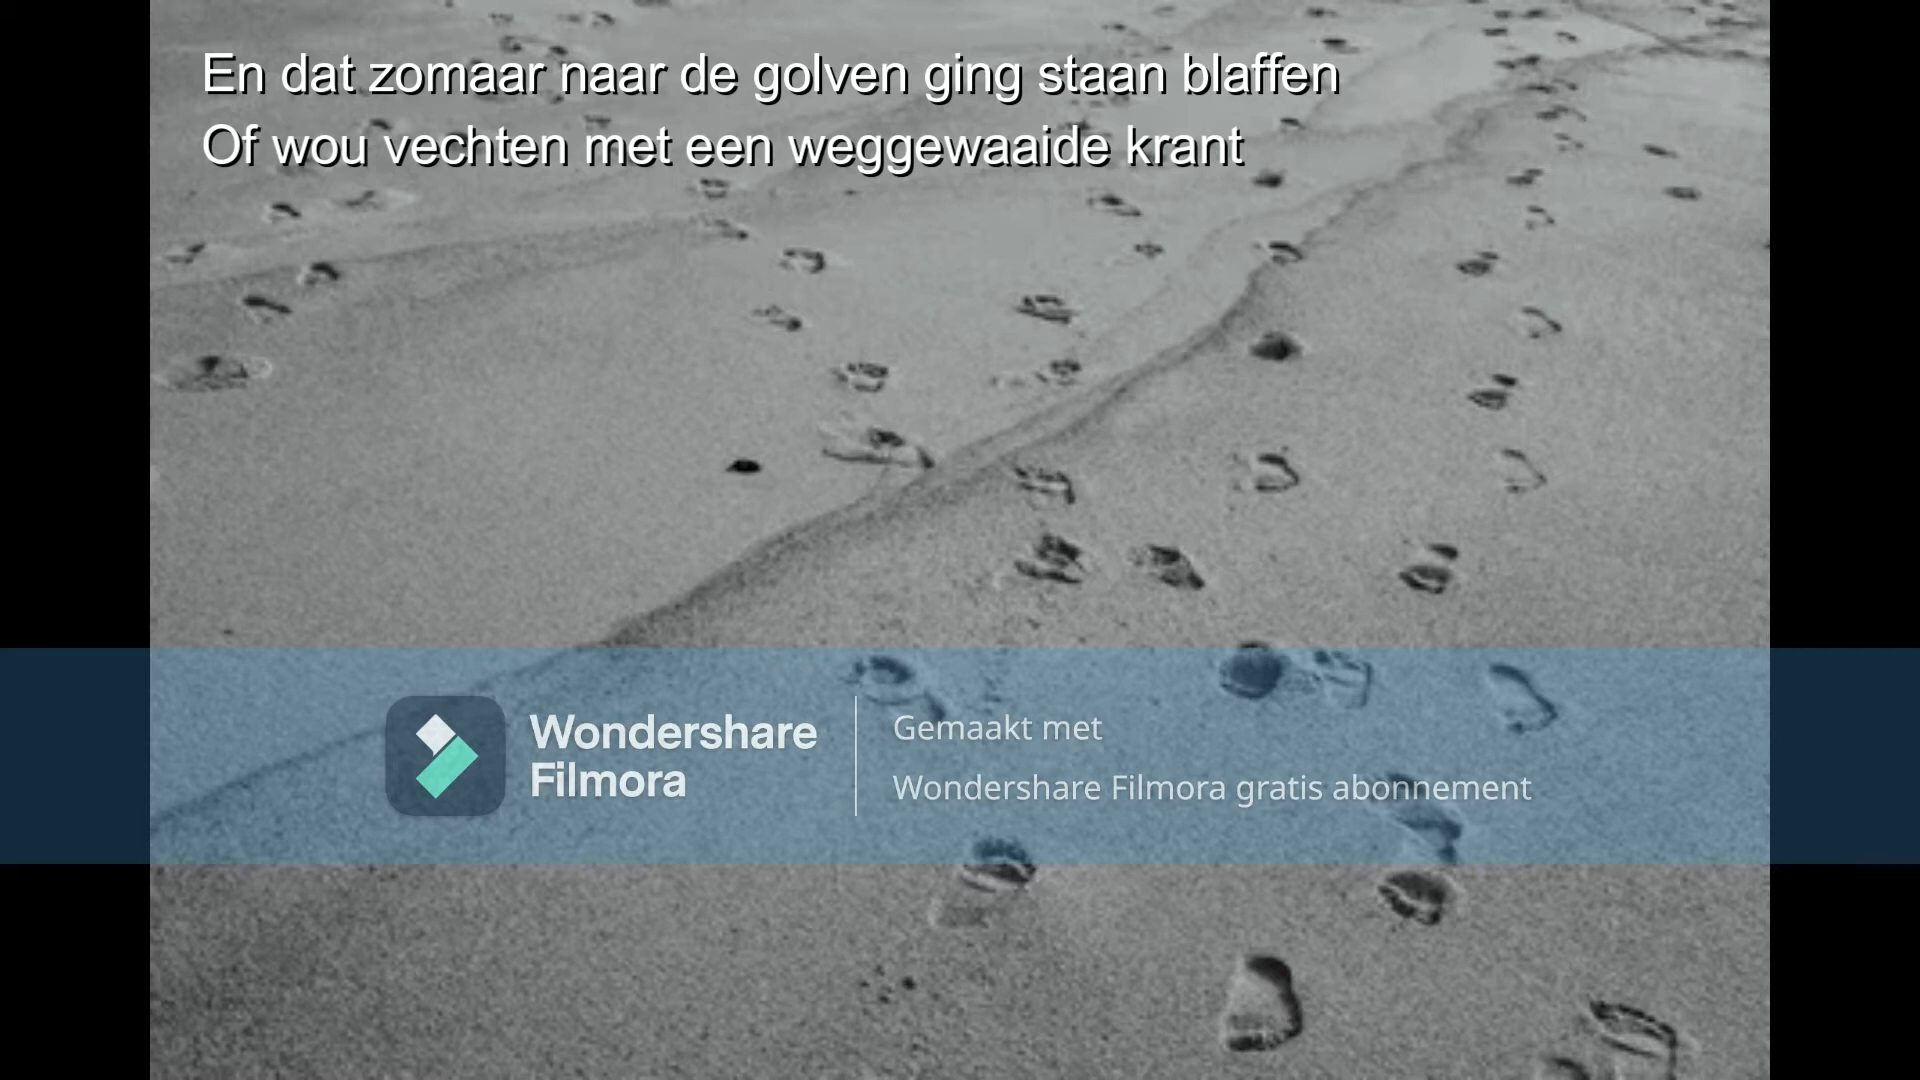 En dat zomaar naar de golven ging staan blaffen
Of wou vechten met een weggewaaide krant
Wondershare
Filmora
Gemaakt met
Wondershare Filmora gratis abonnement